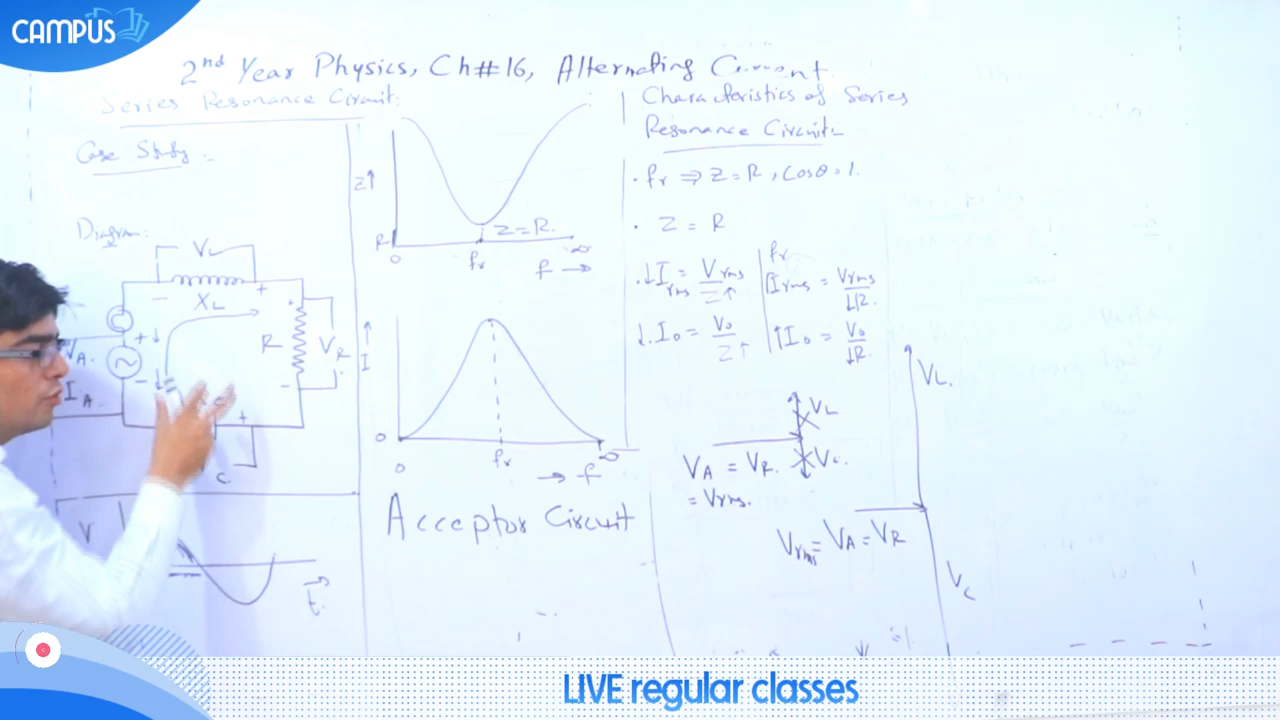 CAMPUS
2nd Year Physics, Ch#16, Alternating Current
Series Resonance Circuit:
Case Study:-
Diagram:
VL
XL
R
VR
VA.
IA.
C
V
t.
Z↑
R
0
fr
Z=R.
∞
f →
I
0
0
fr
→ f
∞
Acceptor Circuit
Characteristics of Series
Resonance Circuit:-
· fr ⇒ Z = R, Cosθ = 1.
· Z = R
·↓Irms = Vrms/Z↑
fr
↑Irms = Vrms/↓R.
↓.I0 = V0/Z↑
↑I0 = V0/↓R.
VL
VA = VR.
Vc.
= Vrms.
VL.
Vrms = VA = VR
Vc
LIVE regular classes